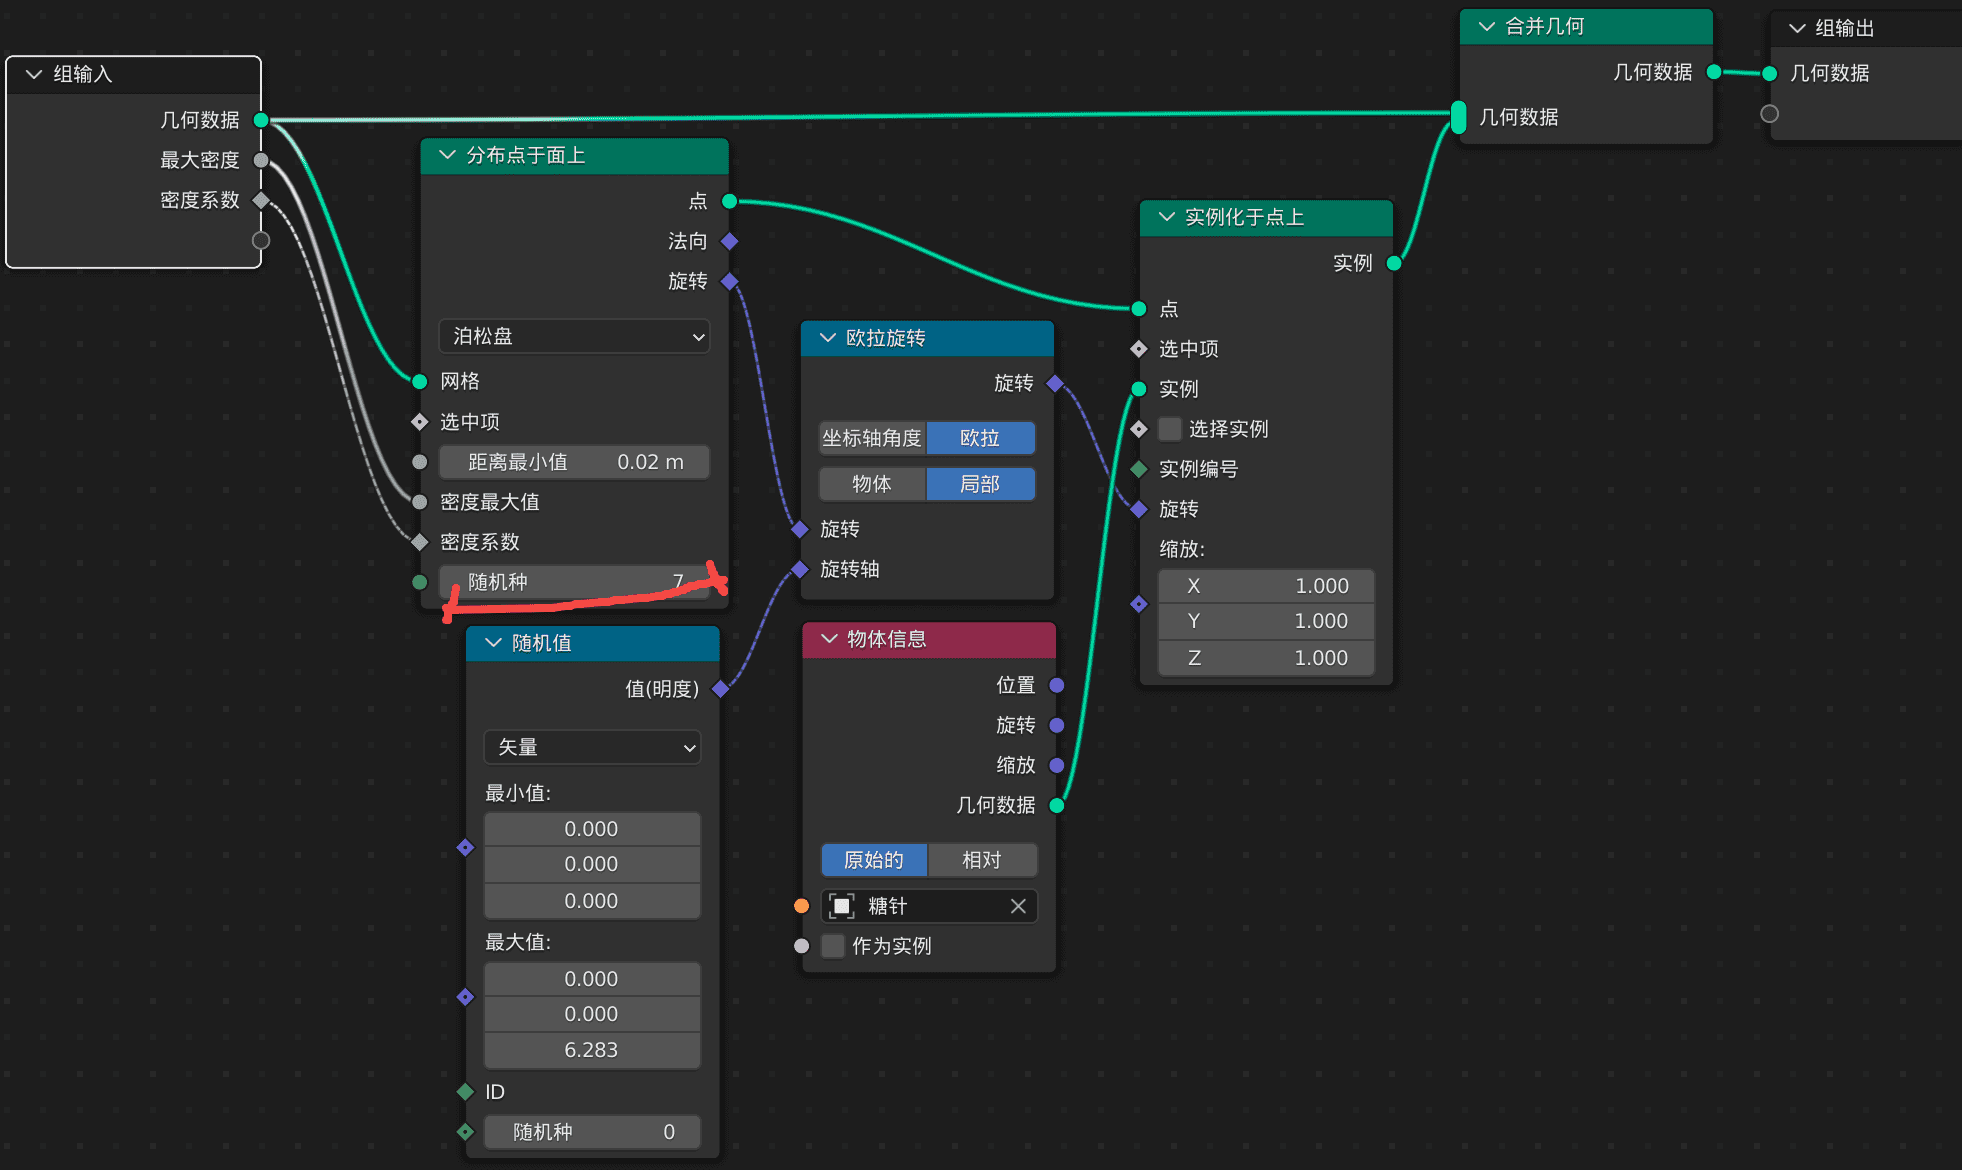 组输入
几何数据
最大密度
密度系数
分布点于面上
点
法向
旋转
泊松盘
网格
选中项
距离最小值 0.02 m
密度最大值
密度系数
随机种 7
随机值
值(明度)
矢量
最小值:
0.000
0.000
0.000
最大值:
0.000
0.000
6.283
ID
随机种 0
欧拉旋转
旋转
坐标轴角度 欧拉
物体 局部
旋转
旋转轴
物体信息
位置
旋转
缩放
几何数据
原始的 相对
糖针
作为实例
实例化于点上
实例
点
选中项
实例
选择实例
实例编号
旋转
缩放:
X 1.000
Y 1.000
Z 1.000
合并几何
几何数据
几何数据
组输出
几何数据